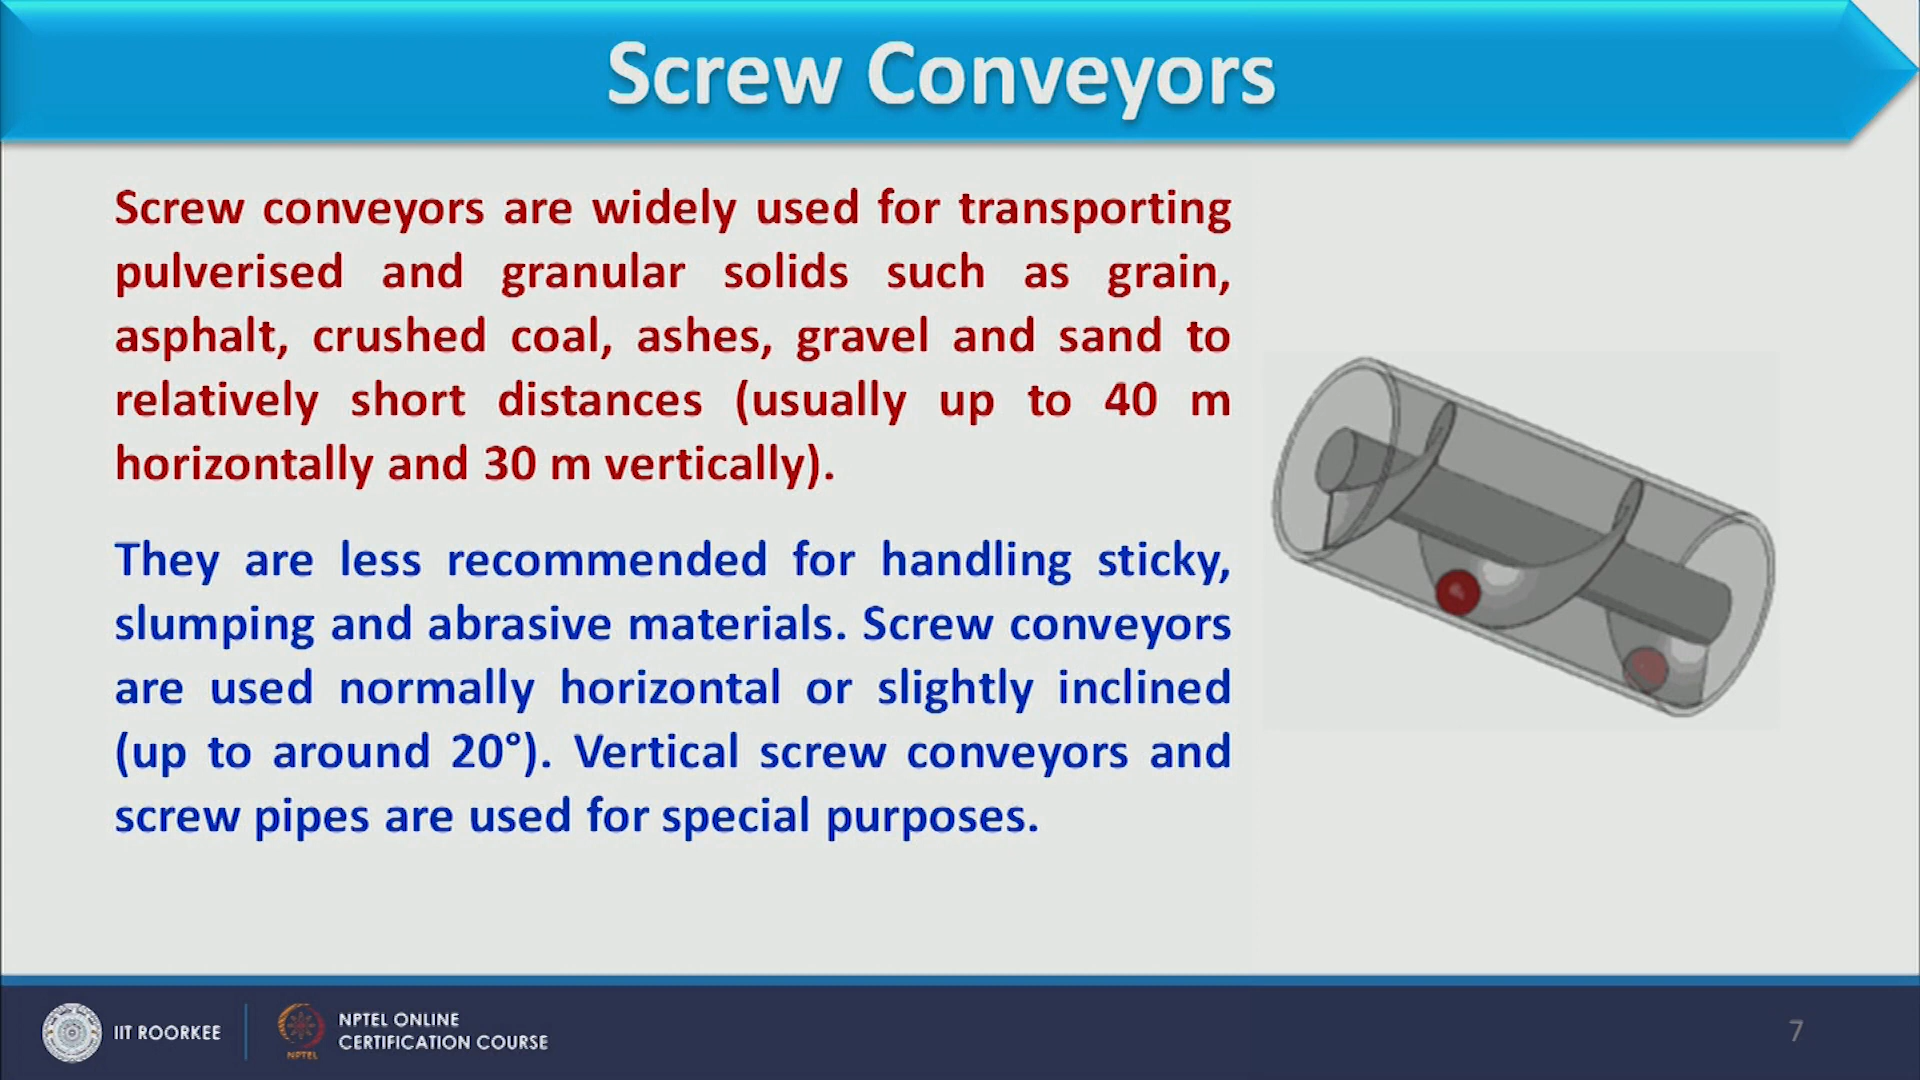 Screw Conveyors
Screw conveyors are widely used for transporting
pulverised and granular solids such as grain,
asphalt, crushed coal, ashes, gravel and sand to
relatively short distances (usually up to 40 m
horizontally and 30 m vertically).
They are less recommended for handling sticky,
slumping and abrasive materials. Screw conveyors
are used normally horizontal or slightly inclined
(up to around 20°). Vertical screw conveyors and
screw pipes are used for special purposes.
IIT ROORKEE
NPTEL
NPTEL ONLINE
CERTIFICATION COURSE
7